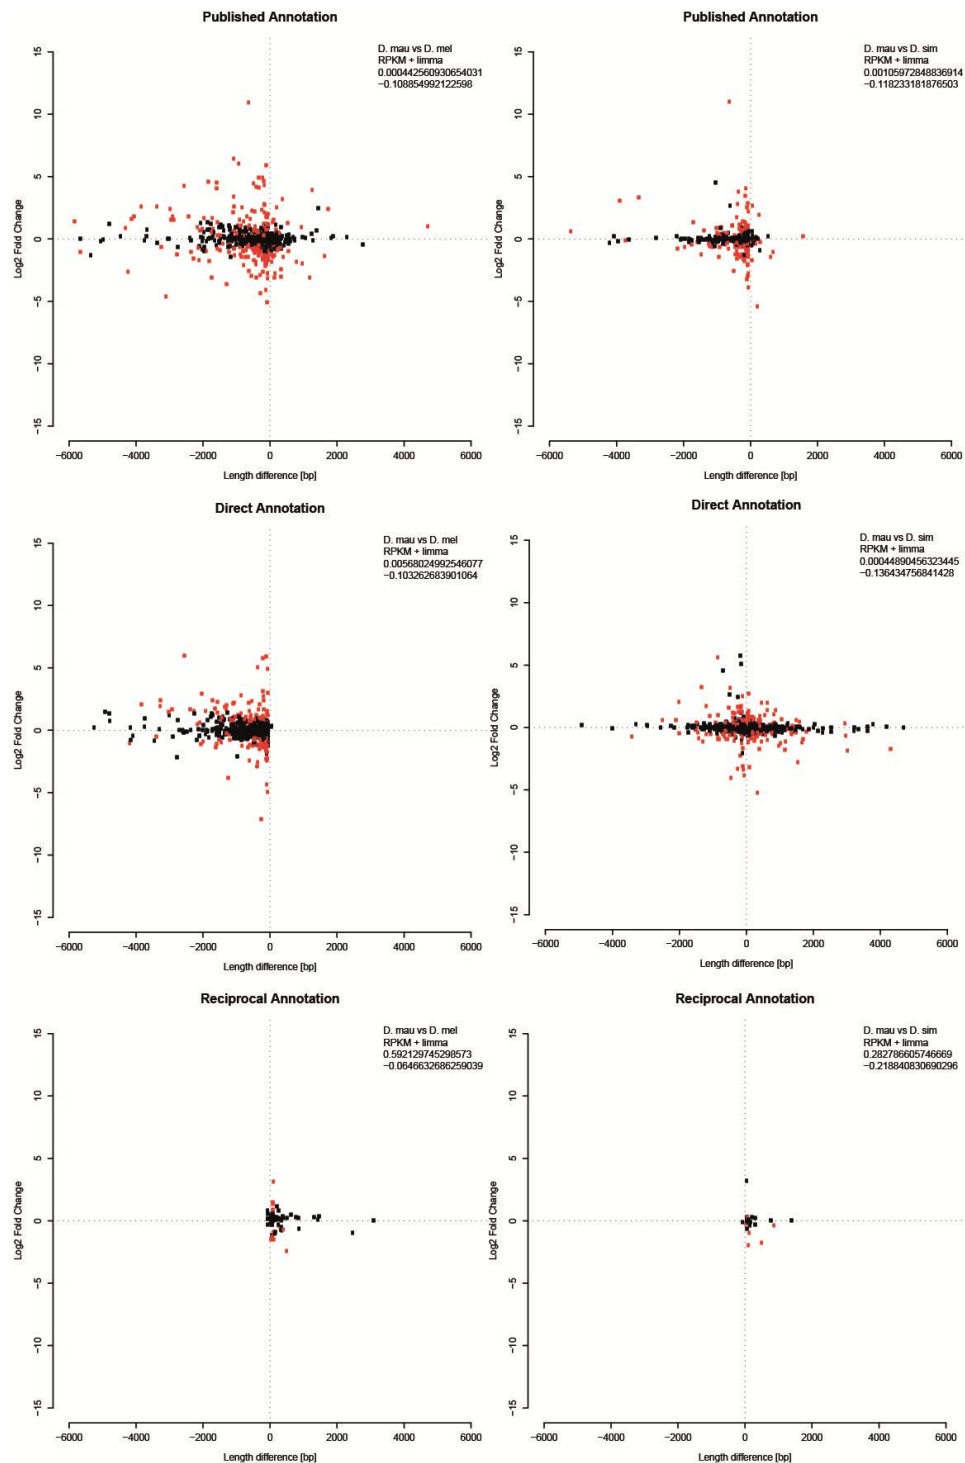 Published Annotation
D. mau vs D. mel
RPKM + limma
0.000442560930654031
−0.108854992122598
15
10
5
0
−5
−10
−15
Log2 Fold Change
−6000 −4000 −2000 0 2000 4000 6000
Length difference [bp]
Published Annotation
D. mau vs D. sim
RPKM + limma
0.00105972848836914
−0.118233181876503
15
10
5
0
−5
−10
−15
Log2 Fold Change
−6000 −4000 −2000 0 2000 4000 6000
Length difference [bp]
Direct Annotation
D. mau vs D. mel
RPKM + limma
0.00568024992546077
−0.103262683901064
15
10
5
0
−5
−10
−15
Log2 Fold Change
−6000 −4000 −2000 0 2000 4000 6000
Length difference [bp]
Direct Annotation
D. mau vs D. sim
RPKM + limma
0.00044890456323445
−0.136434756841428
15
10
5
0
−5
−10
−15
Log2 Fold Change
−6000 −4000 −2000 0 2000 4000 6000
Length difference [bp]
Reciprocal Annotation
D. mau vs D. mel
RPKM + limma
0.592129745298573
−0.0646632686259039
15
10
5
0
−5
−10
−15
Log2 Fold Change
−6000 −4000 −2000 0 2000 4000 6000
Length difference [bp]
Reciprocal Annotation
D. mau vs D. sim
RPKM + limma
0.282786605746669
−0.218840830690296
15
10
5
0
−5
−10
−15
Log2 Fold Change
−6000 −4000 −2000 0 2000 4000 6000
Length difference [bp]